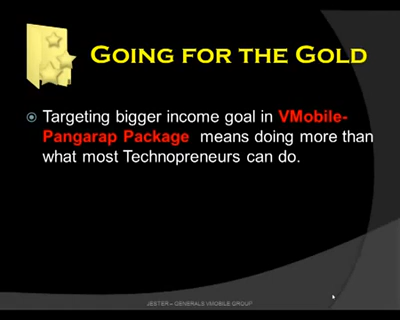 GOING FOR THE GOLD
Targeting bigger income goal in VMobile-
Pangarap Package means doing more than
what most Technopreneurs can do.
JESTER – GENERALS VMOBILE GROUP